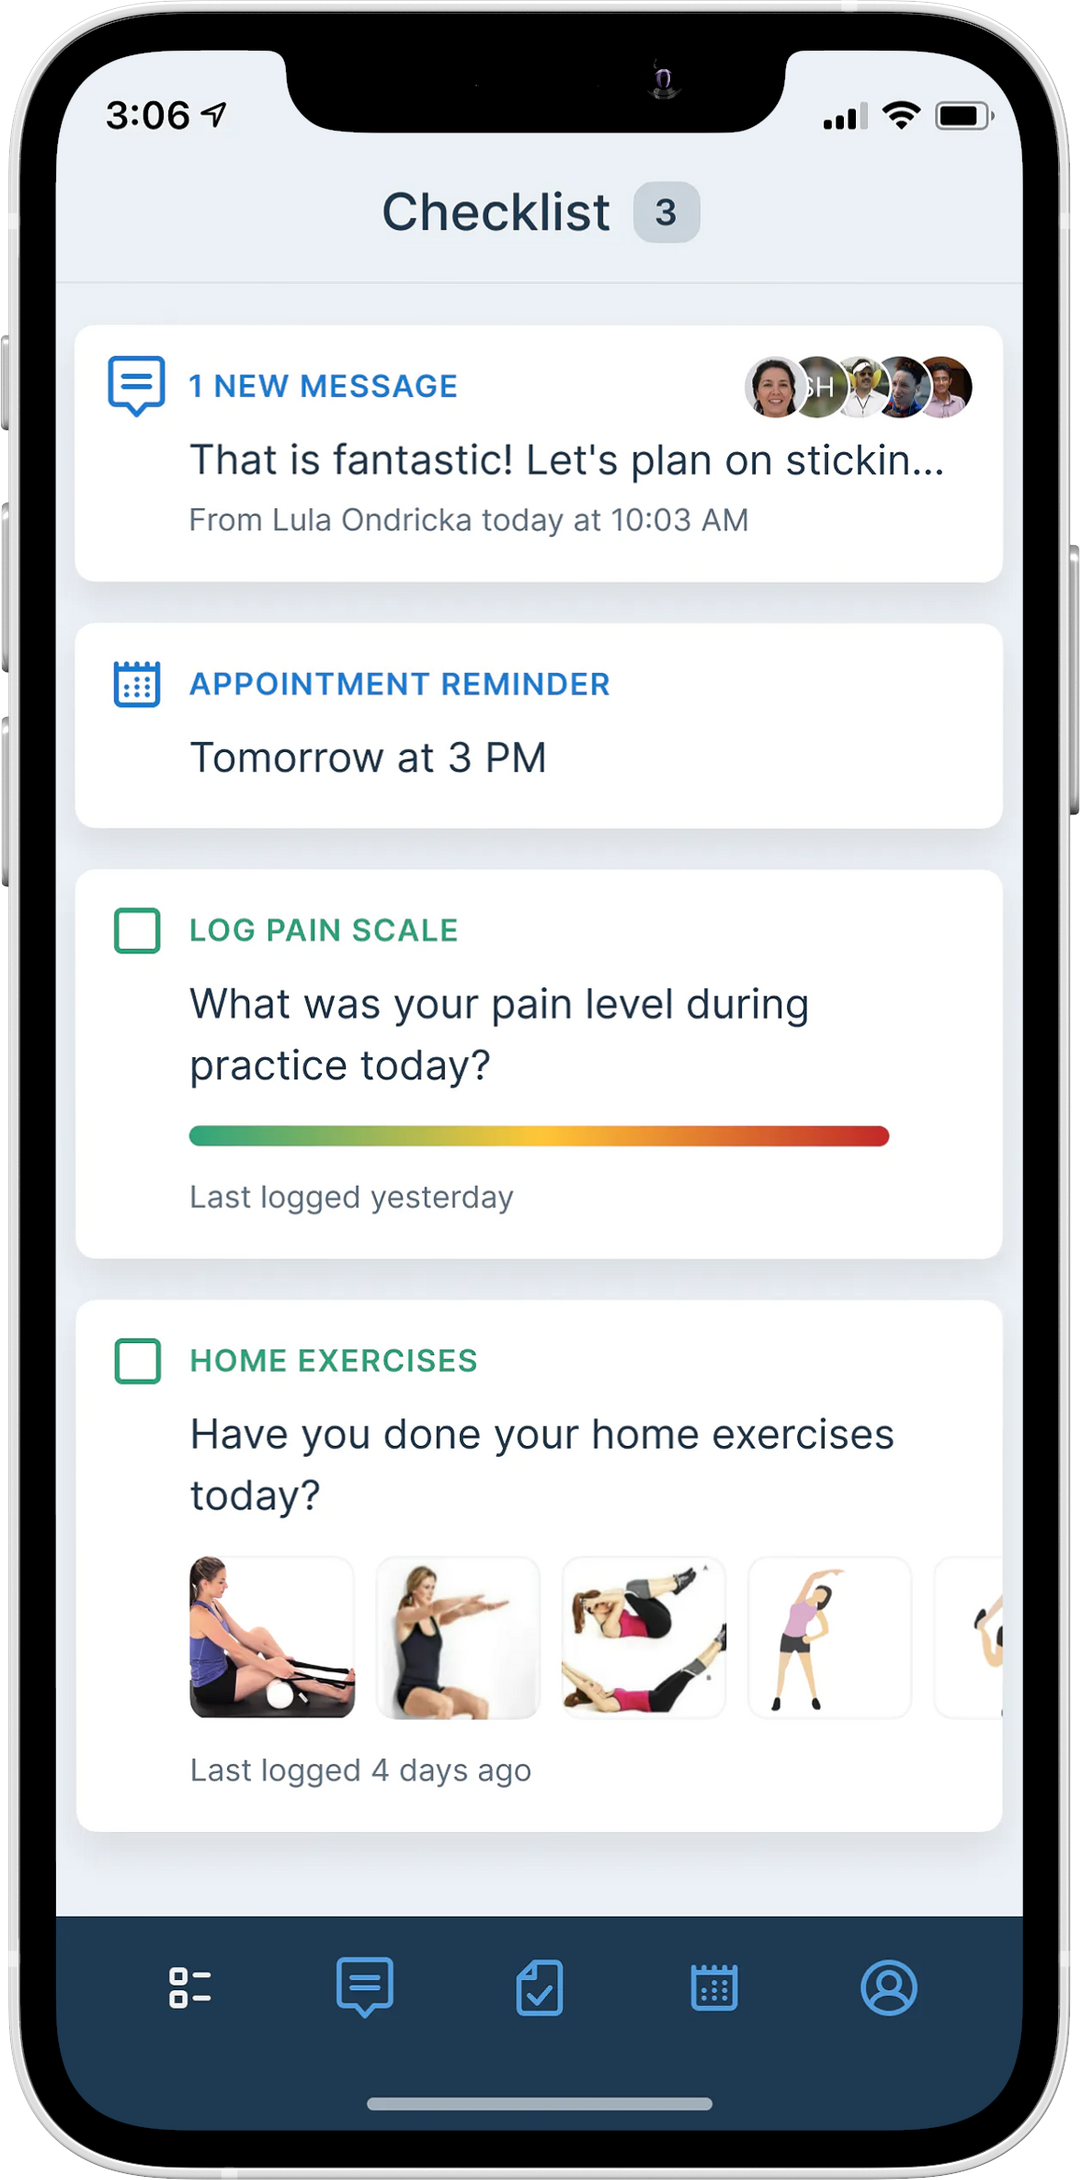 3:06
Checklist 3
1 NEW MESSAGE
SH
That is fantastic! Let's plan on stickin...
From Lula Ondricka today at 10:03 AM
APPOINTMENT REMINDER
Tomorrow at 3 PM
LOG PAIN SCALE
What was your pain level during
practice today?
Last logged yesterday
HOME EXERCISES
Have you done your home exercises
today?
Last logged 4 days ago